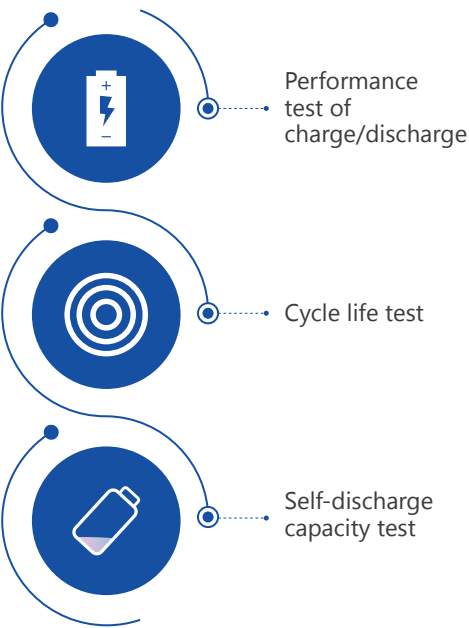 Performance
test of
charge/discharge
Cycle life test
Self-discharge
capacity test